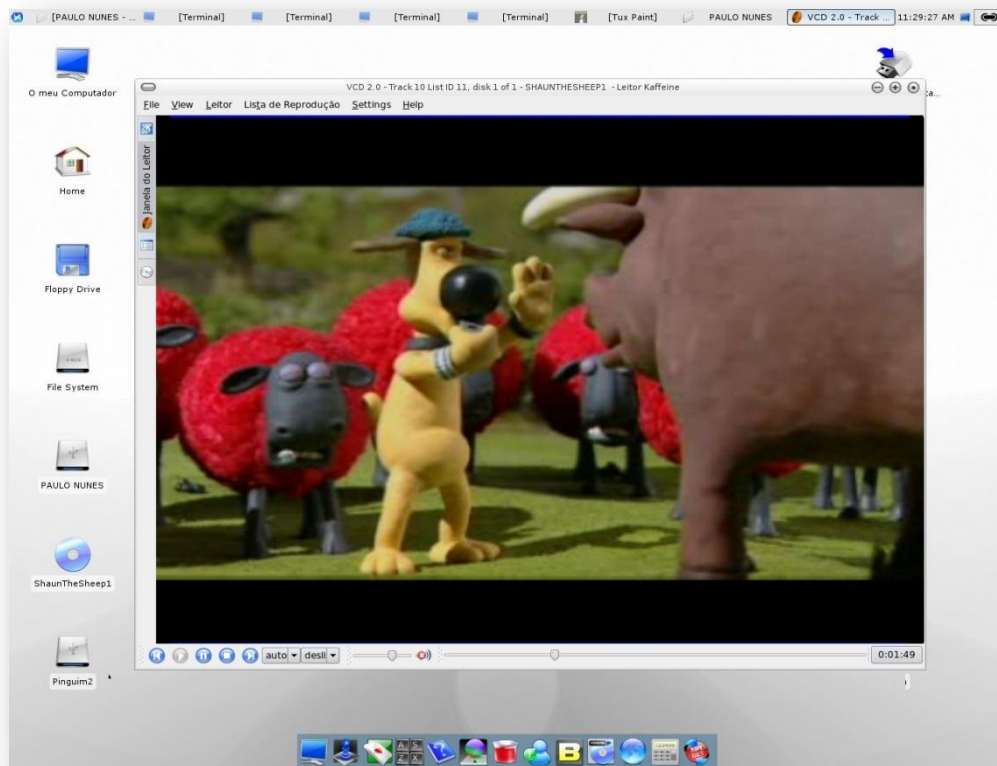 [PAULO NUNES - ...
[Terminal]
[Terminal]
[Terminal]
[Terminal]
[Tux Paint]
PAULO NUNES
VCD 2.0 - Track ...
11:29:27 AM
O meu Computador
Home
Floppy Drive
File System
PAULO NUNES
ShaunTheSheep1
Pinguim2
VCD 2.0 - Track 10 List ID 11, disk 1 of 1 - SHAUNTHESHEEP1 - Leitor Kaffeine
File View Leitor Lista de Reprodução Settings Help
Janela do Leitor
auto desli
0:01:49
A S
Z X
B